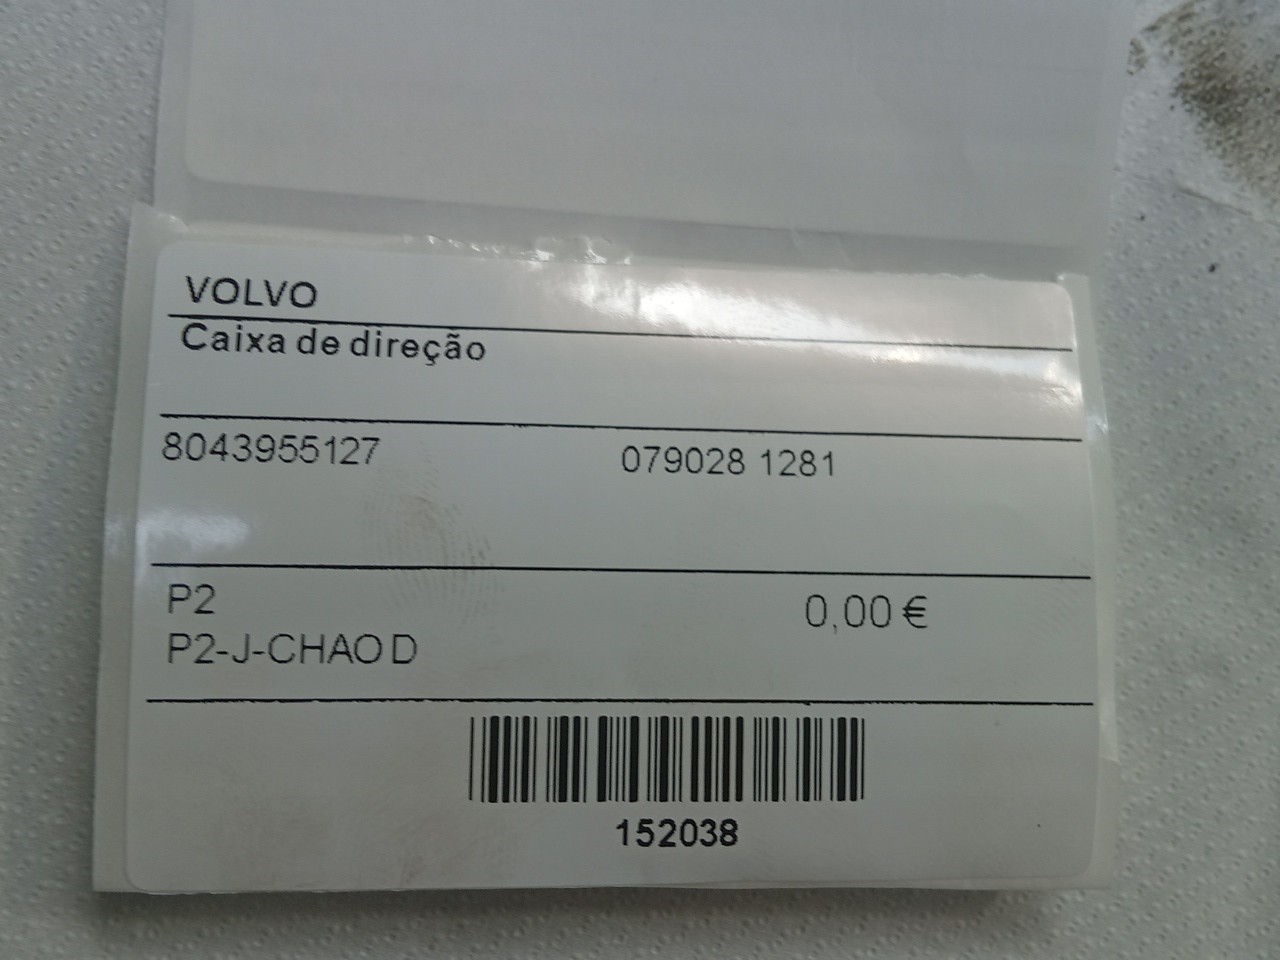 VOLVO
Caixa de direção
8043955127 079028 1281
P2 0,00 €
P2-J-CHAO D
152038